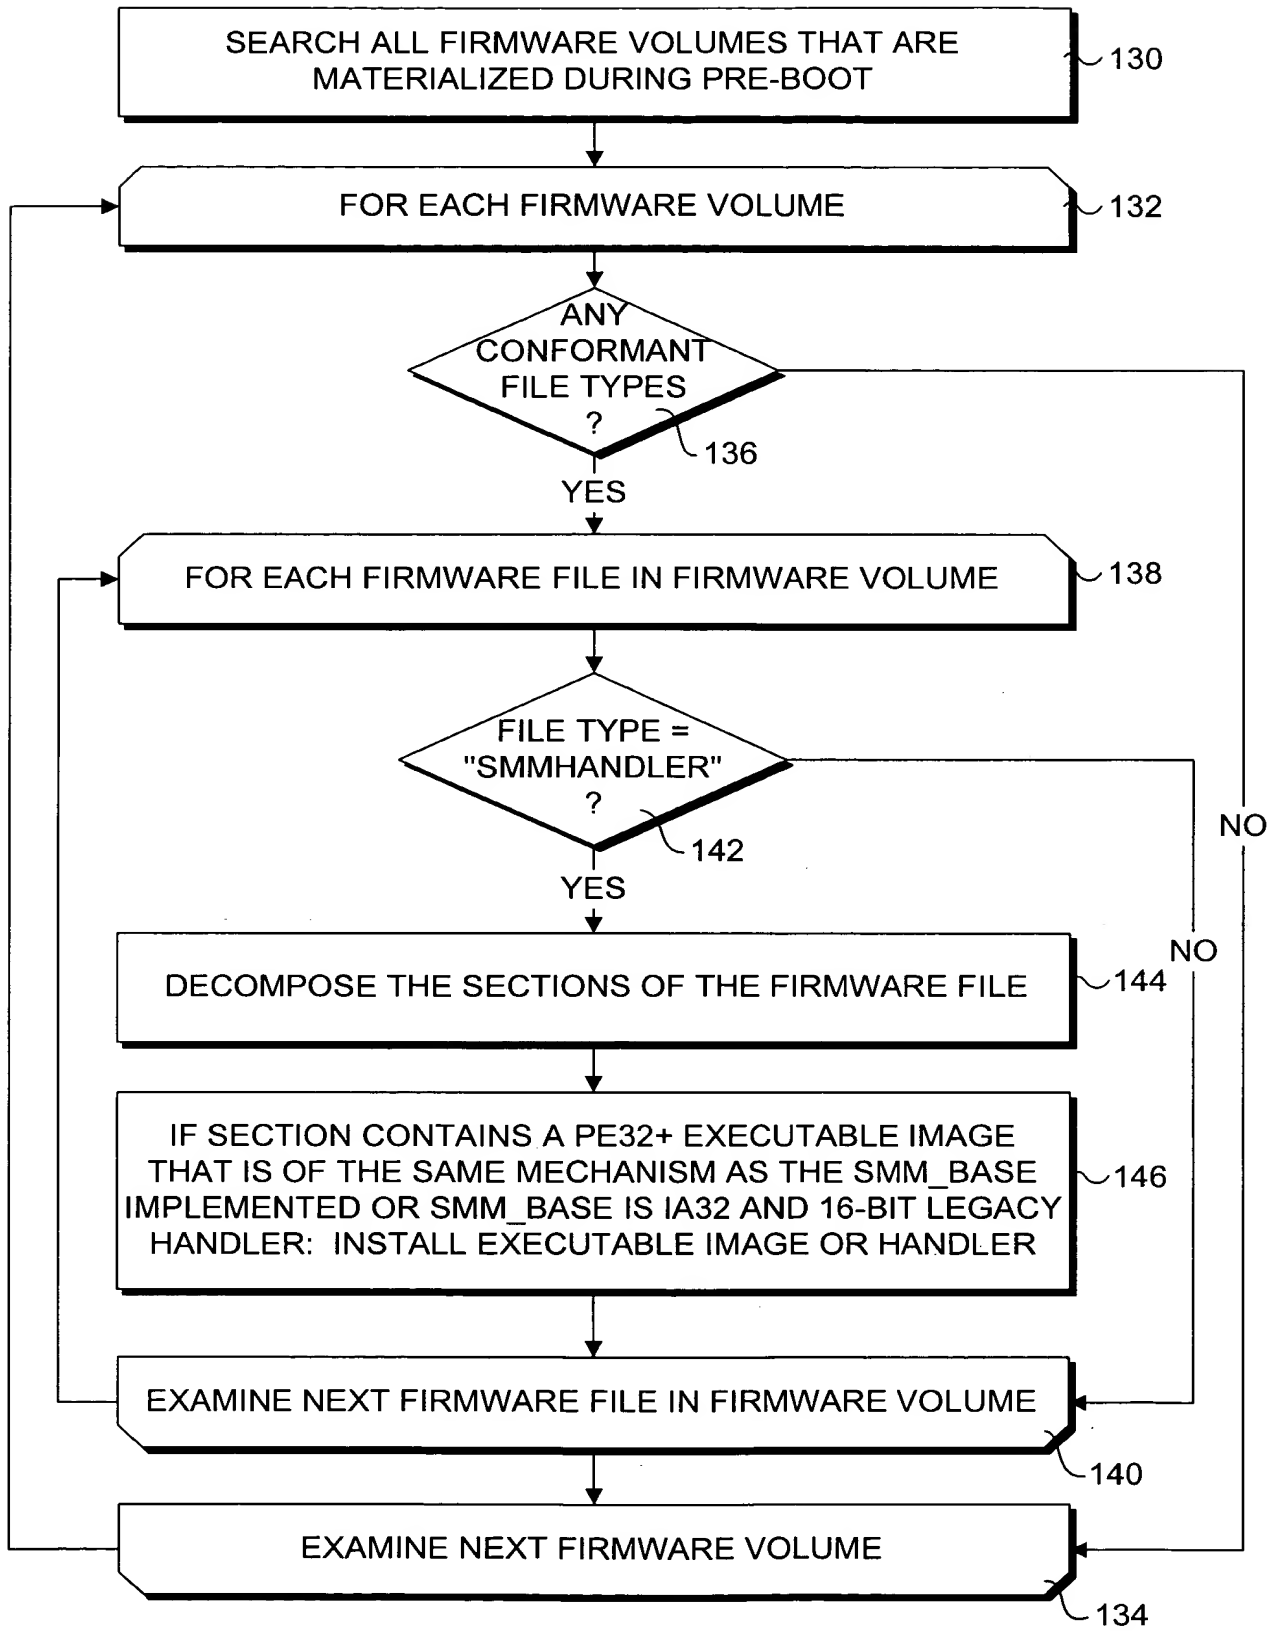 SEARCH ALL FIRMWARE VOLUMES THAT ARE
MATERIALIZED DURING PRE-BOOT
130
FOR EACH FIRMWARE VOLUME
132
ANY
CONFORMANT
FILE TYPES
?
136
YES
FOR EACH FIRMWARE FILE IN FIRMWARE VOLUME
138
FILE TYPE =
"SMMHANDLER"
?
142
NO
YES
NO
DECOMPOSE THE SECTIONS OF THE FIRMWARE FILE
144
IF SECTION CONTAINS A PE32+ EXECUTABLE IMAGE
THAT IS OF THE SAME MECHANISM AS THE SMM_BASE
IMPLEMENTED OR SMM_BASE IS IA32 AND 16-BIT LEGACY
HANDLER: INSTALL EXECUTABLE IMAGE OR HANDLER
146
EXAMINE NEXT FIRMWARE FILE IN FIRMWARE VOLUME
140
EXAMINE NEXT FIRMWARE VOLUME
134